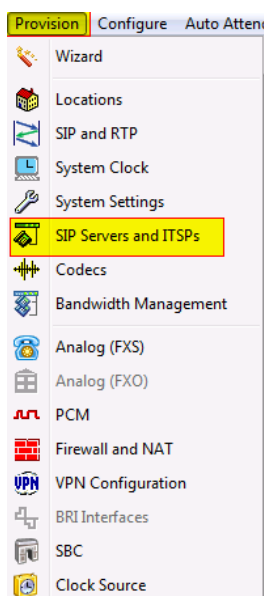 Provision Configure Auto Atten
Wizard
Locations
SIP and RTP
System Clock
System Settings
SIP Servers and ITSPs
Codecs
Bandwidth Management
Analog (FXS)
Analog (FXO)
PCM
Firewall and NAT
VPN VPN Configuration
BRI Interfaces
SBC
Clock Source